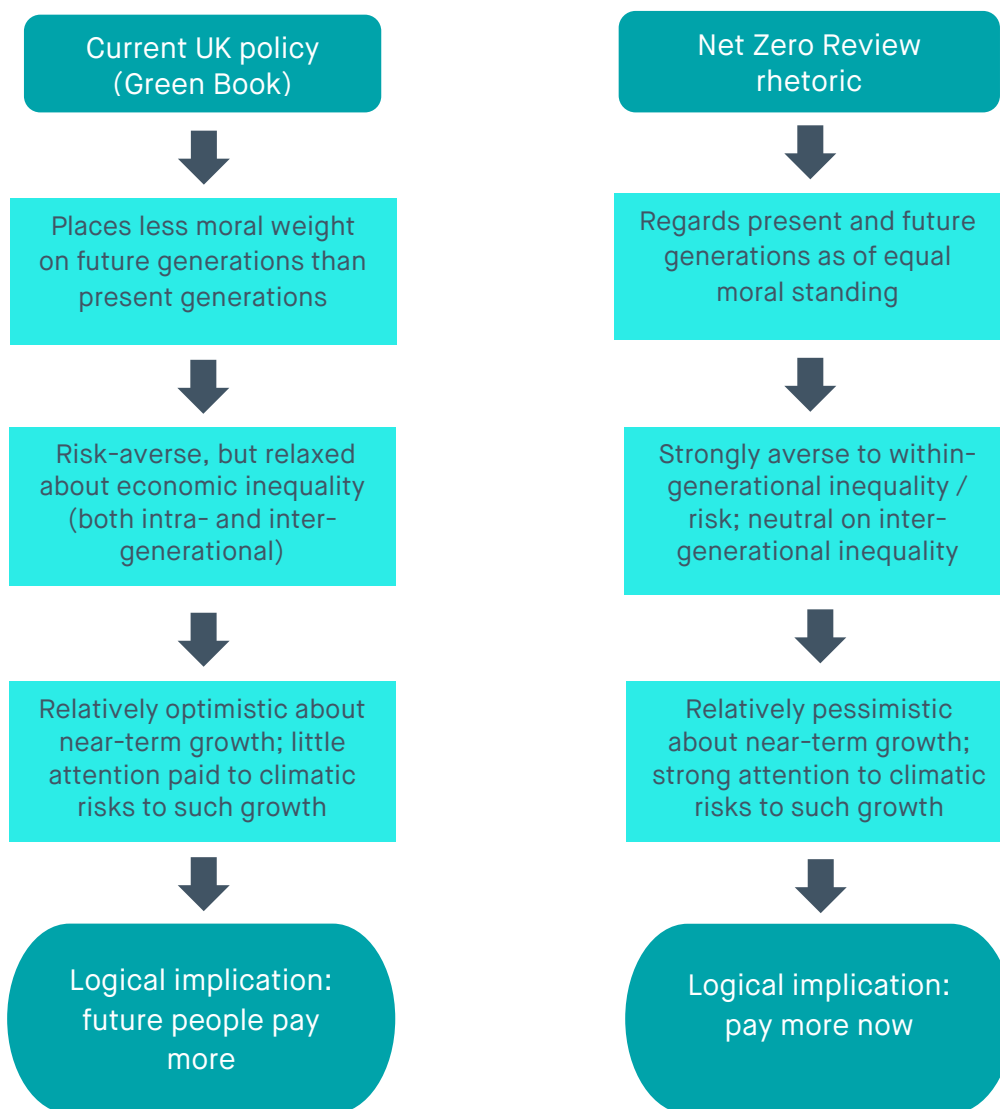 Current UK policy
(Green Book)
Places less moral weight
on future generations than
present generations
Risk-averse, but relaxed
about economic inequality
(both intra- and inter-
generational)
Relatively optimistic about
near-term growth; little
attention paid to climatic
risks to such growth
Logical implication:
future people pay
more
Net Zero Review
rhetoric
Regards present and future
generations as of equal
moral standing
Strongly averse to within-
generational inequality /
risk; neutral on inter-
generational inequality
Relatively pessimistic
about near-term growth;
strong attention to climatic
risks to such growth
Logical implication:
pay more now